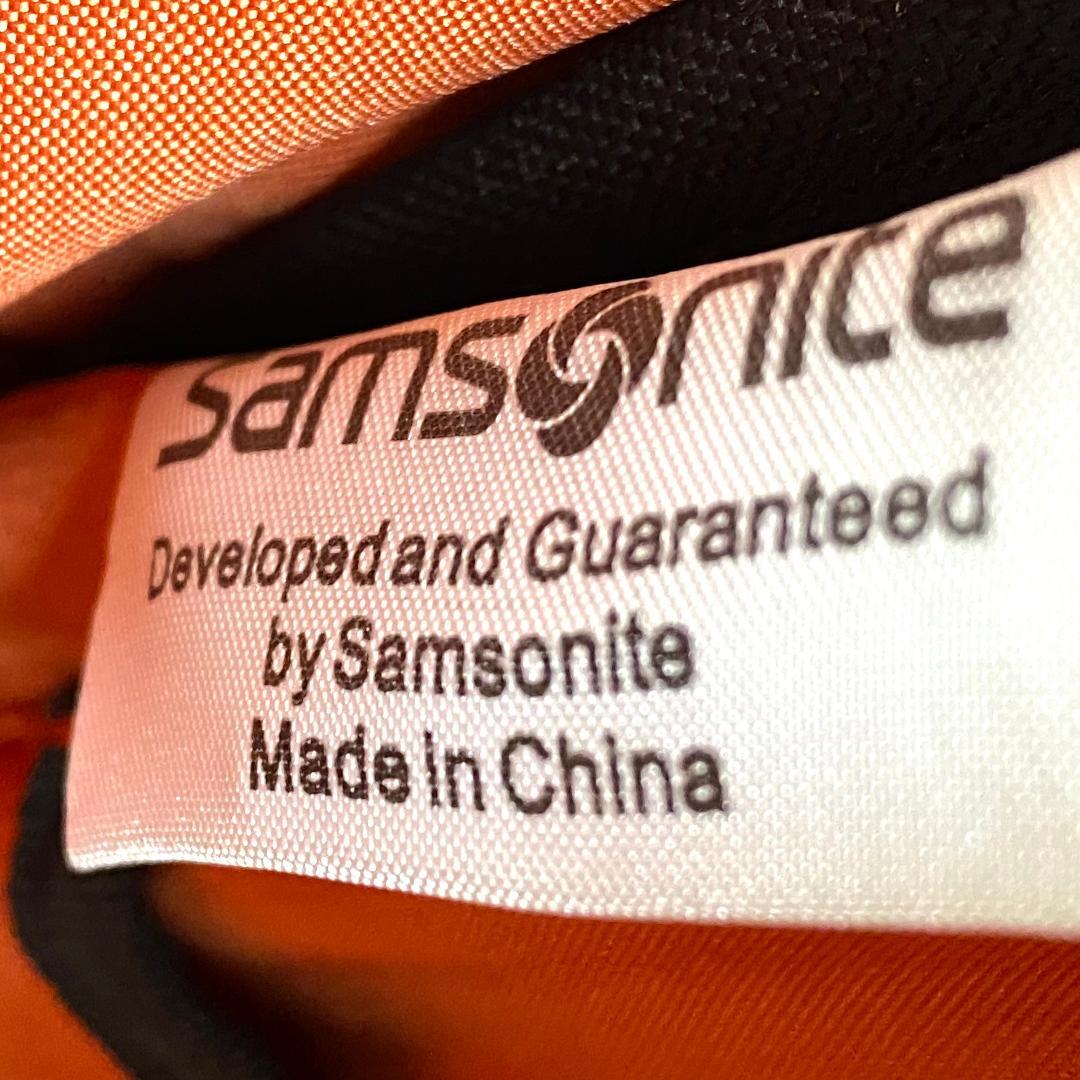 Samsonite
Developed and Guaranteed
by Samsonite
Made in China